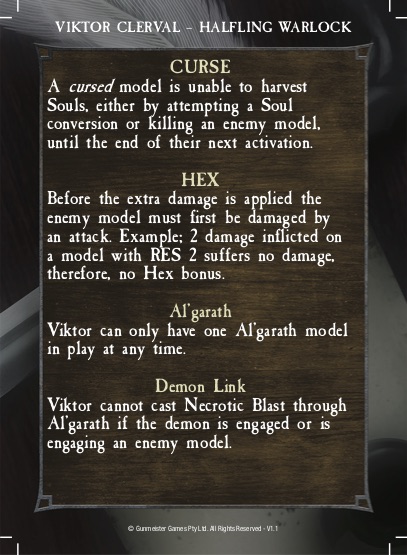 VIKTOR CLERVAL - HALFLING WARLOCK
CURSE
A cursed model is unable to harvest
Souls, either by attempting a Soul
conversion or killing an enemy model,
until the end of their next activation.
HEX
Before the extra damage is applied the
enemy model must first be damaged by
an attack. Example; 2 damage inflicted on
a model with RES 2 suffers no damage,
therefore, no Hex bonus.
Al'garath
Viktor can only have one Al'garath model
in play at any time.
Demon Link
Viktor cannot cast Necrotic Blast through
Al'garath if the demon is engaged or is
engaging an enemy model.
© Gunmeister Games Pty Ltd. All Rights Reserved - V1.1